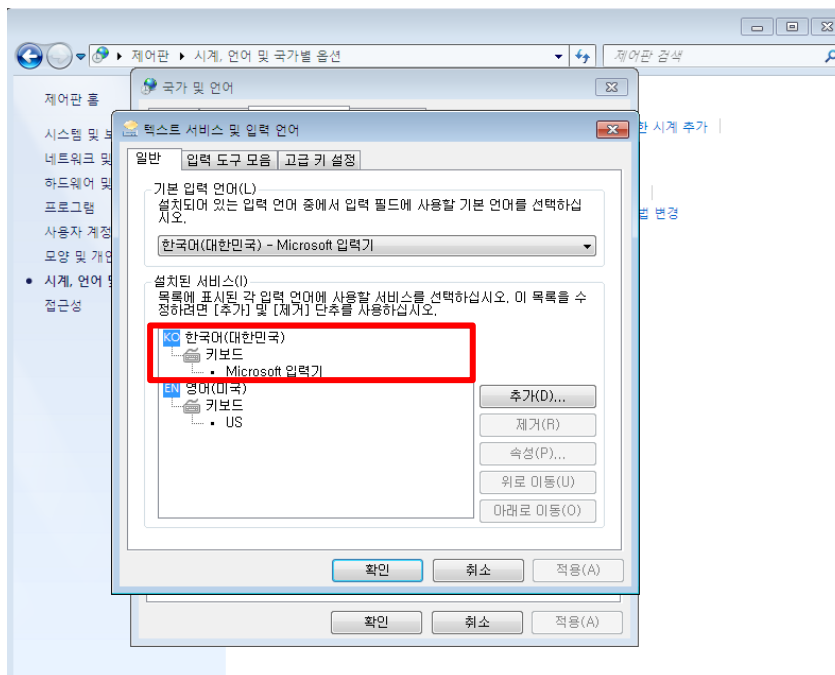 제어판 ▸ 시계, 언어 및 국가별 옵션
제어판 검색
제어판 홈
시스템 및
네트워크 및
하드웨어 및
프로그램
사용자 계정
모양 및
시계, 언어
접근성
한 시계 추가
법 변경
국가 및 언어
텍스트 서비스 및 입력 언어
일반
입력 도구 모음
고급 키 설정
기본 입력 언어(L)
설치되어 있는 입력 언어 중에서 입력 필드에 사용할 기본 언어를 선택하십
시오.
한국어(대한민국) - Microsoft 입력기
설치된 서비스(I)
목록에 표시된 각 입력 언어에 사용할 서비스를 선택하십시오. 이 목록을 수
정하려면 [추가] 및 [제거] 단추를 사용하십시오.
KO 한국어(대한민국)
키보드
• Microsoft 입력기
EN 영어(미국)
키보드
• US
추가(D)...
제거(R)
속성(P)...
위로 이동(U)
아래로 이동(O)
확인
취소
적용(A)
확인
취소
적용(A)